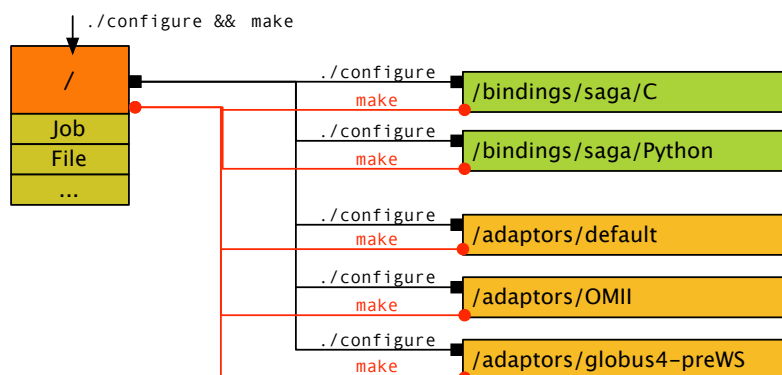 ./configure && make
/
Job
File
...
./configure
make
/bindings/saga/C
./configure
make
/bindings/saga/Python
./configure
make
/adaptors/default
./configure
make
/adaptors/OMII
./configure
make
/adaptors/globus4-preWS